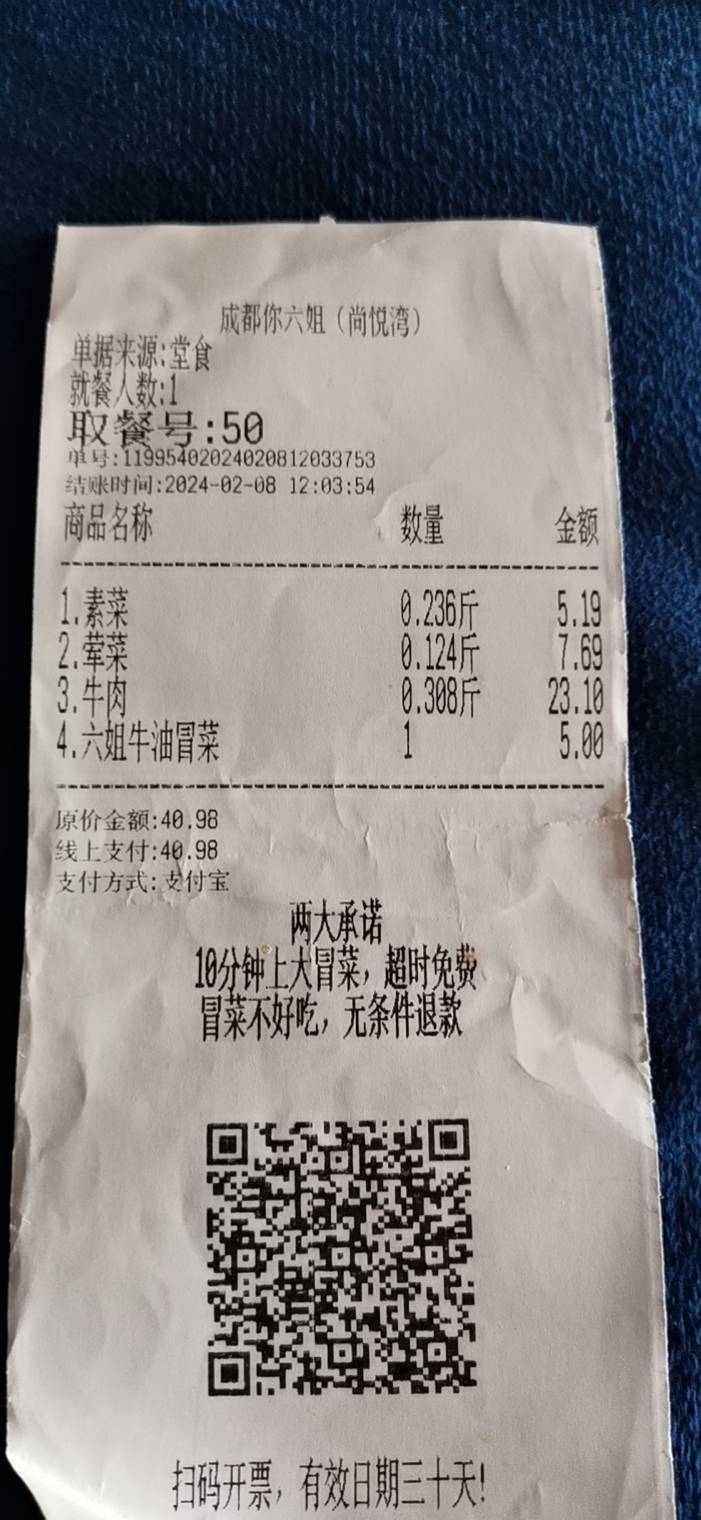 成都你六姐（尚悦湾）
单据来源:堂食
就餐人数:1
取餐号:50
单号:11995402024020812033753
结账时间:2024-02-08 12:03:54
商品名称 数量 金额
1.素菜 0.236斤 5.19
2.荤菜 0.124斤 7.69
3.牛肉 0.308斤 23.10
4.六姐牛油冒菜 1 5.00
原价金额:40.98
线上支付:40.98
支付方式:支付宝
两大承诺
10分钟上大冒菜，超时免费
冒菜不好吃，无条件退款
扫码开票，有效日期三十天!